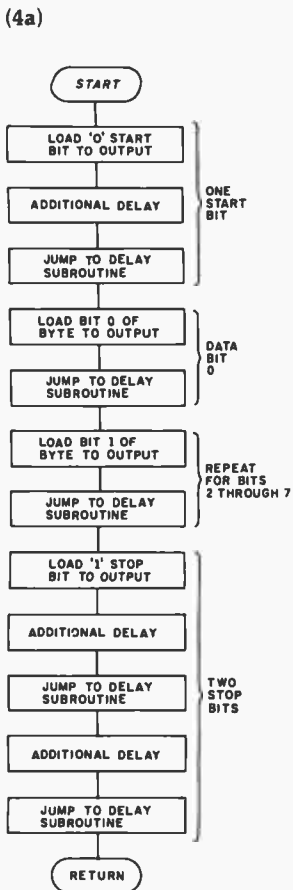 (4a)
START
LOAD '0' START
BIT TO OUTPUT
ADDITIONAL DELAY
JUMP TO DELAY
SUBROUTINE
ONE
START
BIT
LOAD BIT 0 OF
BYTE TO OUTPUT
JUMP TO DELAY
SUBROUTINE
DATA
BIT
0
LOAD BIT 1 OF
BYTE TO OUTPUT
JUMP TO DELAY
SUBROUTINE
REPEAT
FOR BITS
2 THROUGH 7
LOAD '1' STOP
BIT TO OUTPUT
ADDITIONAL DELAY
JUMP TO DELAY
SUBROUTINE
ADDITIONAL DELAY
JUMP TO DELAY
SUBROUTINE
TWO
STOP
BITS
RETURN